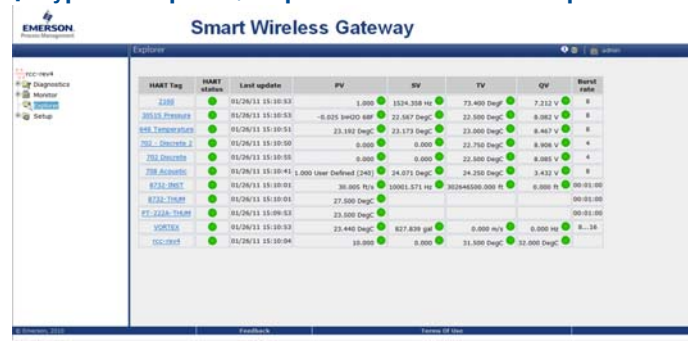 EMERSON
Process Management
Smart Wireless Gateway
Explorer
admin
rcc-rev4
Diagnostics
Monitor
Explorer
Setup
HART Tag HART status Last update PV SV TV QV Burst rate
2160 01/26/11 15:10:53 1.000 1524.358 Hz 73.400 DegF 7.212 V 8
3051S Pressure 01/26/11 15:10:53 -0.025 InH2O 68F 22.567 DegC 22.500 DegC 8.082 V 8
848 Temperature 01/26/11 15:10:51 23.192 DegC 23.173 DegC 23.000 DegC 8.467 V 8
702 - Discrete 2 01/26/11 15:10:50 0.000 0.000 22.750 DegC 8.906 V 4
702 Discrete 01/26/11 15:10:55 0.000 0.000 22.500 DegC 8.085 V 4
708 Acoustic 01/26/11 15:10:41 1.000 User Defined (240) 24.071 DegC 24.250 DegC 3.432 V 8
8732-INST 01/26/11 15:10:01 30.005 ft/s 10001.571 Hz 302646500.000 ft 0.000 ft 00:01:00
8732-THUM 01/26/11 15:10:01 27.500 DegC 00:01:00
PT-222A-THUM 01/26/11 15:09:53 23.500 DegC 00:01:00
VORTEX 01/26/11 15:10:53 23.440 DegC 827.839 gal 0.000 m/s 0.000 Hz 8...16
rcc-rev4 01/26/11 15:10:04 10.000 0.000 31.500 DegC 32.000 DegC
© Emerson, 2010 Feedback Terms Of Use